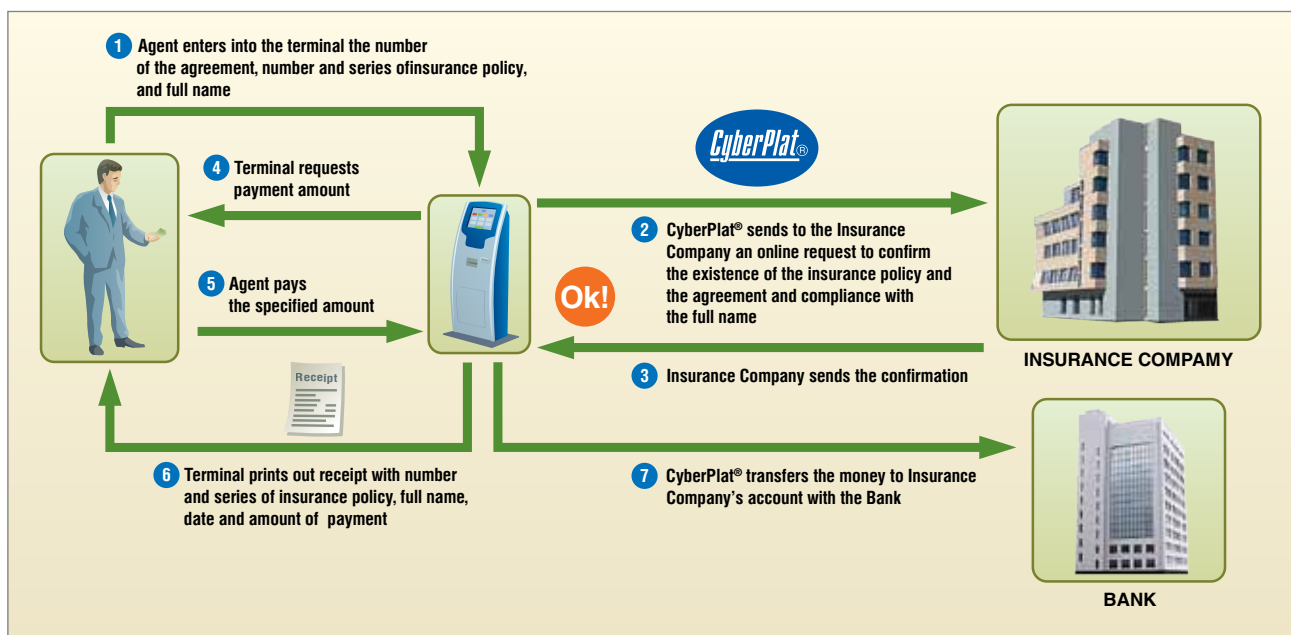 1 Agent enters into the terminal the number
of the agreement, number and series ofinsurance policy,
and full name
CyberPlat®
4 Terminal requests
payment amount
2 CyberPlat® sends to the Insurance
Company an online request to confirm
the existence of the insurance policy and
the agreement and compliance with
the full name
5 Agent pays
the specified amount
Ok!
INSURANCE COMPAMY
3 Insurance Company sends the confirmation
Receipt
6 Terminal prints out receipt with number
and series of insurance policy, full name,
date and amount of payment
7 CyberPlat® transfers the money to Insurance
Company's account with the Bank
BANK